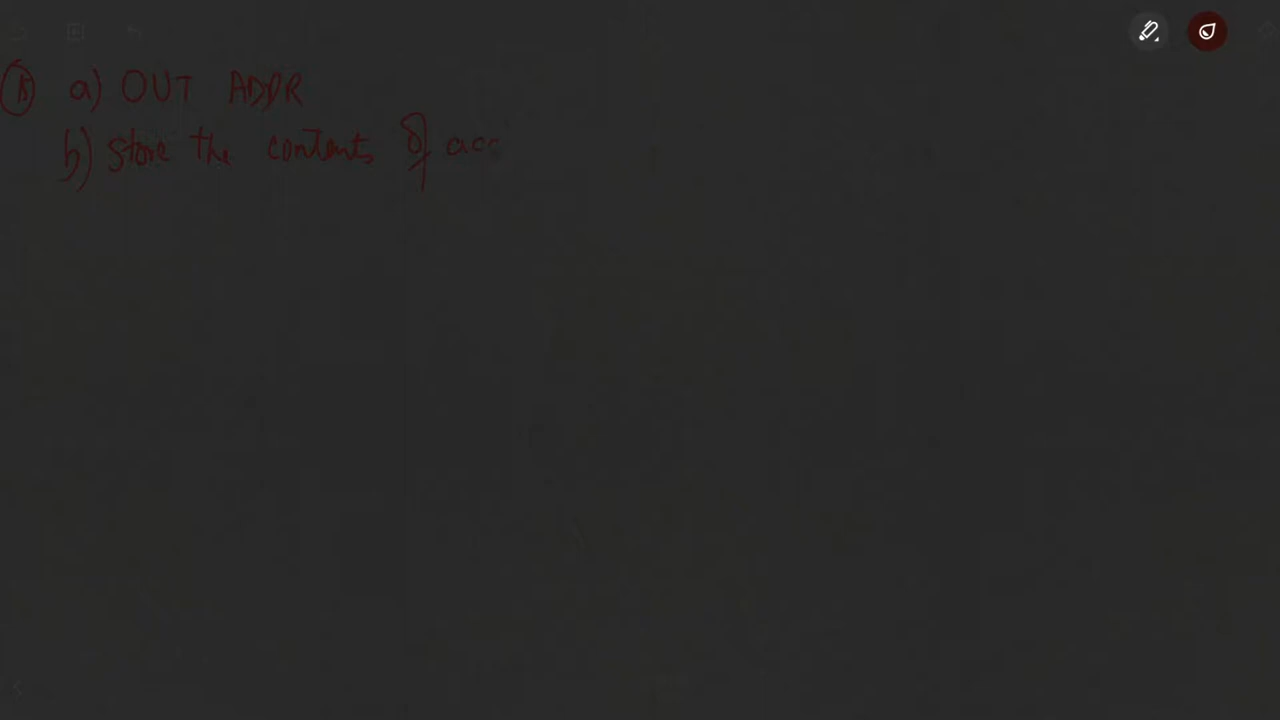 a) OUT ADDR
b) Store the contents of acc